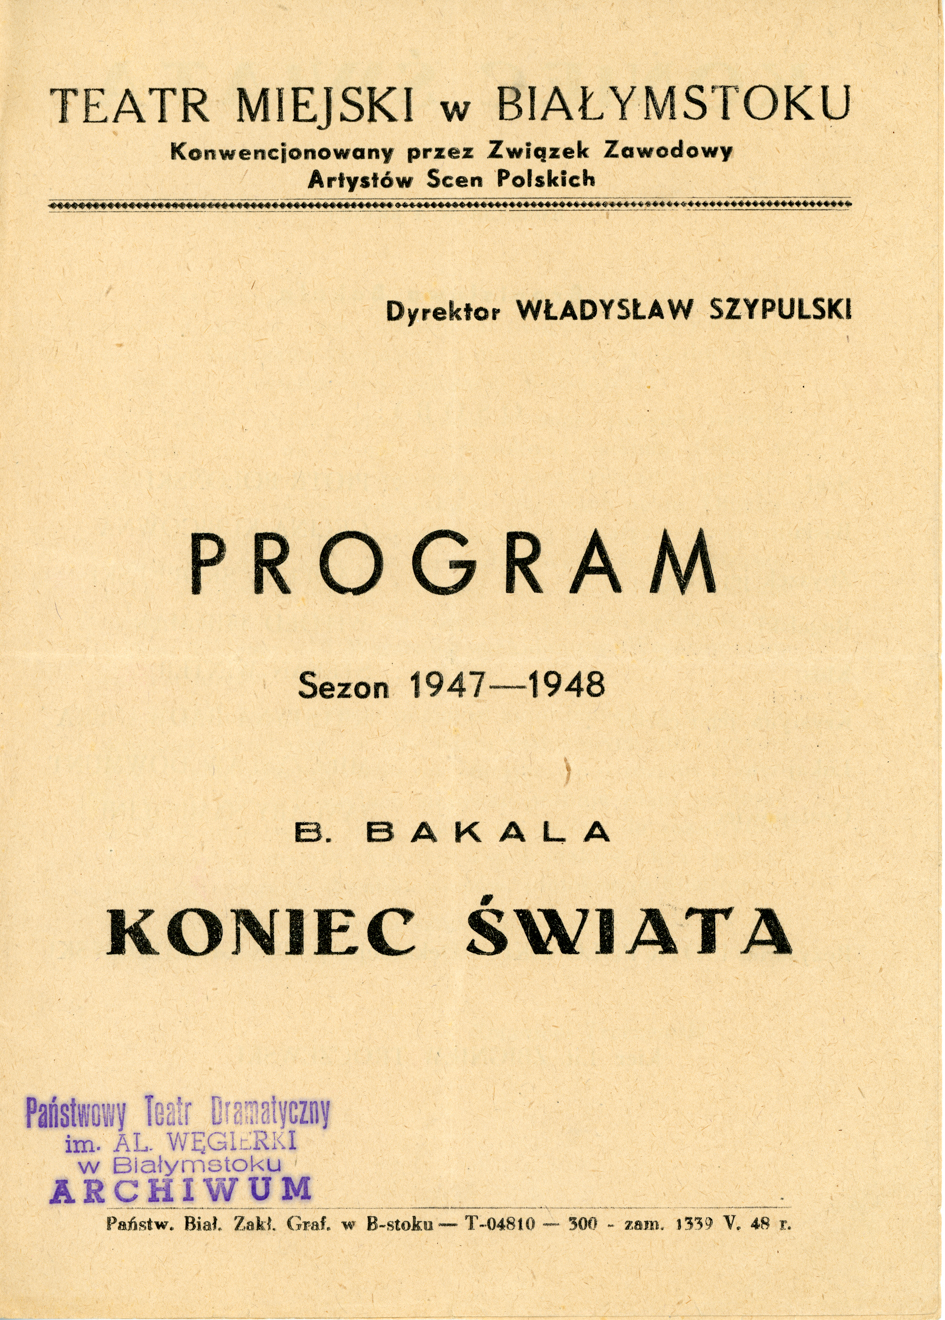 TEATR MIEJSKI w BIAŁYMSTOKU
Konwencjonowany przez Związek Zawodowy
Artystów Scen Polskich
Dyrektor WŁADYSŁAW SZYPULSKI
PROGRAM
Sezon 1947—1948
B. BAKALA
KONIEC ŚWIATA
Państwowy Teatr Dramatyczny
im. AL. WĘGIERKI
w Białymstoku
ARCHIWUM
Państw. Biał. Zakł. Graf. w B-stoku — T-04810 — 300 - zam. 1339 V. 48 r.